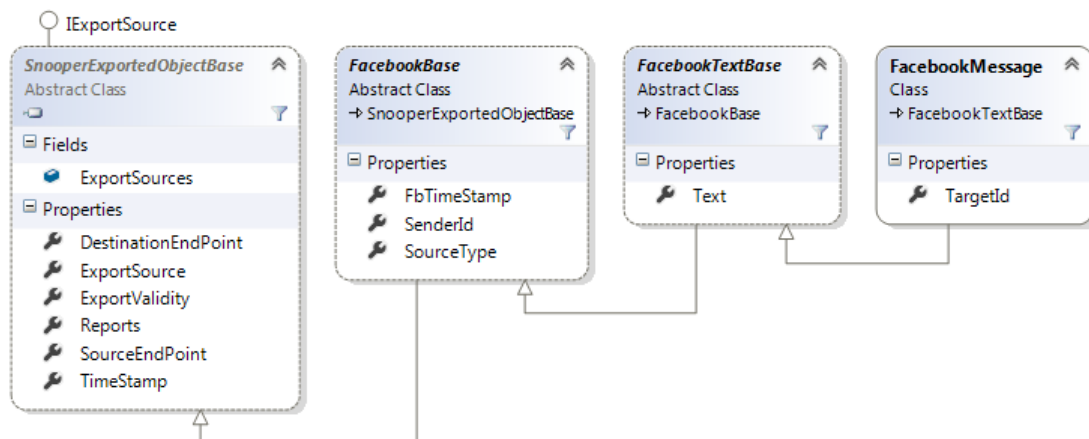 IExportSource
SnooperExportedObjectBase
Abstract Class
Fields
ExportSources
Properties
DestinationEndPoint
ExportSource
ExportValidity
Reports
SourceEndPoint
TimeStamp
FacebookBase
Abstract Class
→ SnooperExportedObjectBase
Properties
FbTimeStamp
SenderId
SourceType
FacebookTextBase
Abstract Class
→ FacebookBase
Properties
Text
FacebookMessage
Class
→ FacebookTextBase
Properties
TargetId